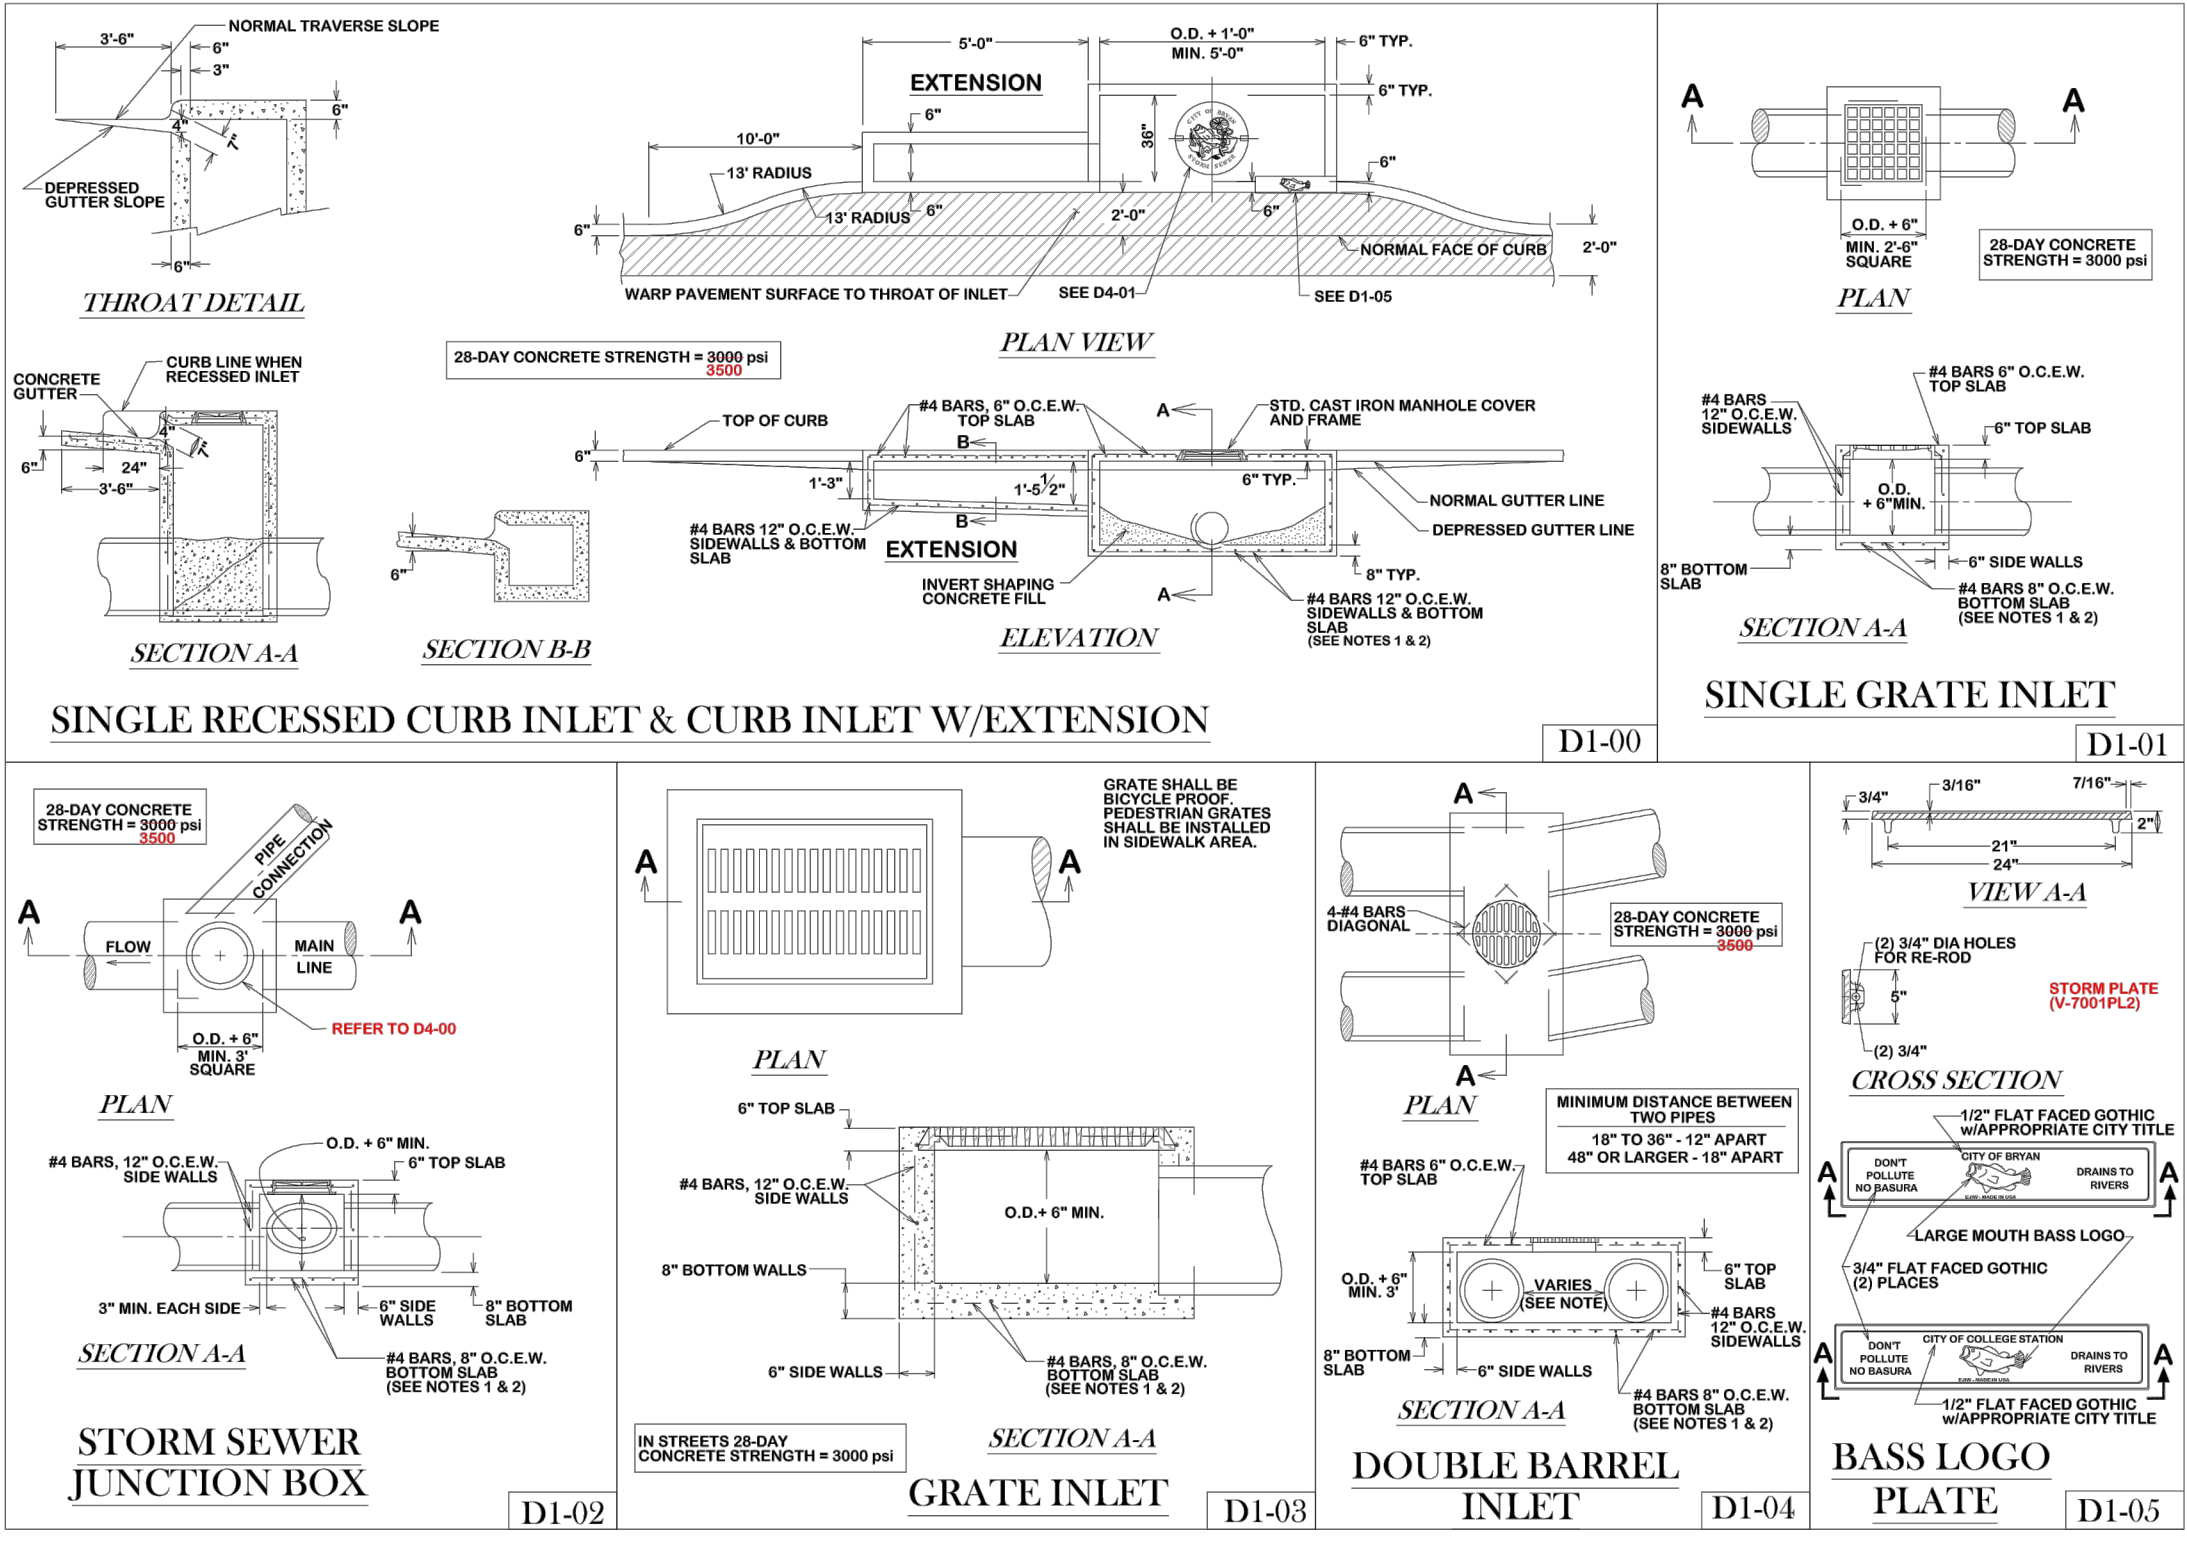 3'-6"
NORMAL TRAVERSE SLOPE
6"
3"
6"
4"
7"
DEPRESSED
GUTTER SLOPE
6"
THROAT DETAIL
5'-0"
O.D. + 1'-0"
MIN. 5'-0"
6" TYP.
EXTENSION
6" TYP.
6"
36"
CITY OF BRYAN
STORM SEWER
10'-0"
13' RADIUS
6"
13' RADIUS
6"
2'-0"
6"
6"
NORMAL FACE OF CURB
2'-0"
WARP PAVEMENT SURFACE TO THROAT OF INLET
SEE D4-01
SEE D1-05
PLAN VIEW
28-DAY CONCRETE STRENGTH = 3000 psi
3500
CONCRETE
GUTTER
CURB LINE WHEN
RECESSED INLET
4"
7"
6"
24"
3'-6"
SECTION A-A
6"
SECTION B-B
TOP OF CURB
#4 BARS, 6" O.C.E.W.
TOP SLAB
B
A
STD. CAST IRON MANHOLE COVER
AND FRAME
6"
1'-3"
1'-5 1/2"
6" TYP.
NORMAL GUTTER LINE
B
DEPRESSED GUTTER LINE
#4 BARS 12" O.C.E.W.
SIDEWALLS & BOTTOM
SLAB
EXTENSION
INVERT SHAPING
CONCRETE FILL
A
8" TYP.
#4 BARS 12" O.C.E.W.
SIDEWALLS & BOTTOM
SLAB
(SEE NOTES 1 & 2)
ELEVATION
SINGLE RECESSED CURB INLET & CURB INLET W/EXTENSION
D1-00
A
A
O.D. + 6"
MIN. 2'-6"
SQUARE
28-DAY CONCRETE
STRENGTH = 3000 psi
PLAN
#4 BARS 6" O.C.E.W.
TOP SLAB
#4 BARS
12" O.C.E.W.
SIDEWALLS
6" TOP SLAB
O.D.
+ 6"MIN.
8" BOTTOM
SLAB
6" SIDE WALLS
#4 BARS 8" O.C.E.W.
BOTTOM SLAB
(SEE NOTES 1 & 2)
SECTION A-A
SINGLE GRATE INLET
D1-01
28-DAY CONCRETE
STRENGTH = 3000 psi
3500
PIPE
CONNECTION
A
A
FLOW
MAIN
LINE
REFER TO D4-00
O.D. + 6"
MIN. 3'
SQUARE
PLAN
O.D. + 6" MIN.
#4 BARS, 12" O.C.E.W.
SIDE WALLS
6" TOP SLAB
3" MIN. EACH SIDE
6" SIDE
WALLS
8" BOTTOM
SLAB
SECTION A-A
#4 BARS, 8" O.C.E.W.
BOTTOM SLAB
(SEE NOTES 1 & 2)
STORM SEWER
JUNCTION BOX
D1-02
GRATE SHALL BE
BICYCLE PROOF.
PEDESTRIAN GRATES
SHALL BE INSTALLED
IN SIDEWALK AREA.
A
A
PLAN
6" TOP SLAB
#4 BARS, 12" O.C.E.W.
SIDE WALLS
O.D.+ 6" MIN.
8" BOTTOM WALLS
6" SIDE WALLS
#4 BARS, 8" O.C.E.W.
BOTTOM SLAB
(SEE NOTES 1 & 2)
IN STREETS 28-DAY
CONCRETE STRENGTH = 3000 psi
SECTION A-A
GRATE INLET
D1-03
A
4-#4 BARS
DIAGONAL
28-DAY CONCRETE
STRENGTH = 3000 psi
3500
A
PLAN
MINIMUM DISTANCE BETWEEN
TWO PIPES
18" TO 36" - 12" APART
48" OR LARGER - 18" APART
#4 BARS 6" O.C.E.W.
TOP SLAB
O.D. + 6"
MIN. 3'
VARIES
(SEE NOTE)
6" TOP
SLAB
#4 BARS
12" O.C.E.W.
SIDEWALLS
8" BOTTOM
SLAB
6" SIDE WALLS
#4 BARS 8" O.C.E.W.
BOTTOM SLAB
(SEE NOTES 1 & 2)
SECTION A-A
DOUBLE BARREL
INLET
D1-04
3/4"
3/16"
7/16"
2"
21"
24"
VIEW A-A
(2) 3/4" DIA HOLES
FOR RE-ROD
5"
STORM PLATE
(V-7001PL2)
(2) 3/4"
CROSS SECTION
1/2" FLAT FACED GOTHIC
w/APPROPRIATE CITY TITLE
A
DON'T
POLLUTE
NO BASURA
CITY OF BRYAN
EJIW - MADE IN USA
DRAINS TO
RIVERS
A
LARGE MOUTH BASS LOGO
3/4" FLAT FACED GOTHIC
(2) PLACES
A
DON'T
POLLUTE
NO BASURA
CITY OF COLLEGE STATION
EJIW - MADE IN USA
DRAINS TO
RIVERS
A
1/2" FLAT FACED GOTHIC
w/APPROPRIATE CITY TITLE
BASS LOGO
PLATE
D1-05